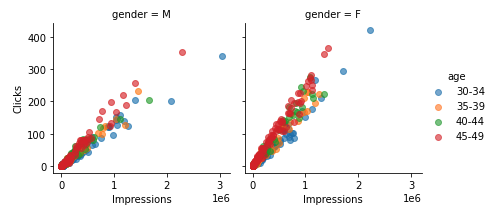 gender = M
gender = F
400
300
200
100
0
Clicks
0
1
2
3
1e6
Impressions
0
1
2
3
1e6
Impressions
age
30-34
35-39
40-44
45-49